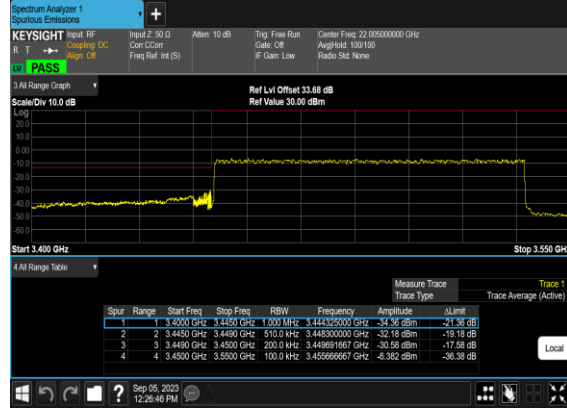 Spectrum Analyzer 1
Spurious Emissions
+
KEYSIGHT Input: RF Input Z: 50 Ω Atten: 10 dB Trig: Free Run Center Freq: 22.005000000 GHz
R T Coupling: DC Corr CCorr Gate: Off Avg|Hold: 100/100
Align: Off Freq Ref: Int (S) IF Gain: Low Radio Std: None
PASS
3 All Range Graph
Ref Lvl Offset 33.68 dB
Scale/Div 10.0 dB Ref Value 30.00 dBm
Log
20.0
10.0
0.00
-10.0
-20.0
-30.0
-40.0
-50.0
-60.0
Start 3.400 GHz Stop 3.550 GHz
4 All Range Table
Measure Trace Trace 1
Trace Type Trace Average (Active)
Spur Range Start Freq Stop Freq RBW Frequency Amplitude ΔLimit
1 1 3.4000 GHz 3.4450 GHz 1.000 MHz 3.444325000 GHz -34.36 dBm -21.36 dB
2 2 3.4450 GHz 3.4490 GHz 510.0 kHz 3.448300000 GHz -32.18 dBm -19.18 dB
3 3 3.4490 GHz 3.4500 GHz 200.0 kHz 3.449691667 GHz -30.58 dBm -17.58 dB
4 4 3.4500 GHz 3.5500 GHz 100.0 kHz 3.455666667 GHz -6.382 dBm -36.38 dB
Local
? Sep 05, 2023
12:26:46 PM